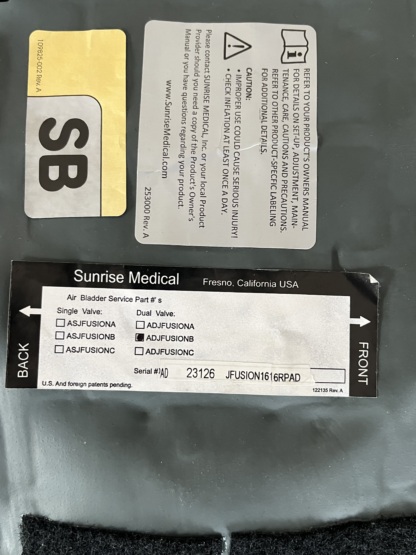 109825-002 Rev. A
SB
REFER TO YOUR PRODUCT'S OWNERS MANUAL
FOR DETAILS ON SET-UP, ADJUSTMENT, MAIN-
TENANCE, CARE, CAUTIONS AND PRECAUTIONS.
REFER TO OTHER PRODUCT-SPECIFC LABELING
FOR ADDITIONAL DETAILS.
CAUTION:
• IMPROPER USE COULD CAUSE SERIOUS INJURY!
• CHECK INFLATION AT LEAST ONCE A DAY.
Please contact SUNRISE MEDICAL, Inc. or your local Product
Provider should you need a copy of the Product's Owner's
Manual or you have questions regarding your product.
www.SunriseMedical.com
253000 Rev. A
Sunrise Medical Fresno, California USA
Air Bladder Service Part #' s
Single Valve: Dual Valve:
ASJFUSIONA ADJFUSIONA
ASJFUSIONB ADJFUSIONB
ASJFUSIONC ADJFUSIONC
BACK
FRONT
Serial # 23126 JFUSION1616RPAD
U.S. And foreign patents pending. 122135 Rev. A